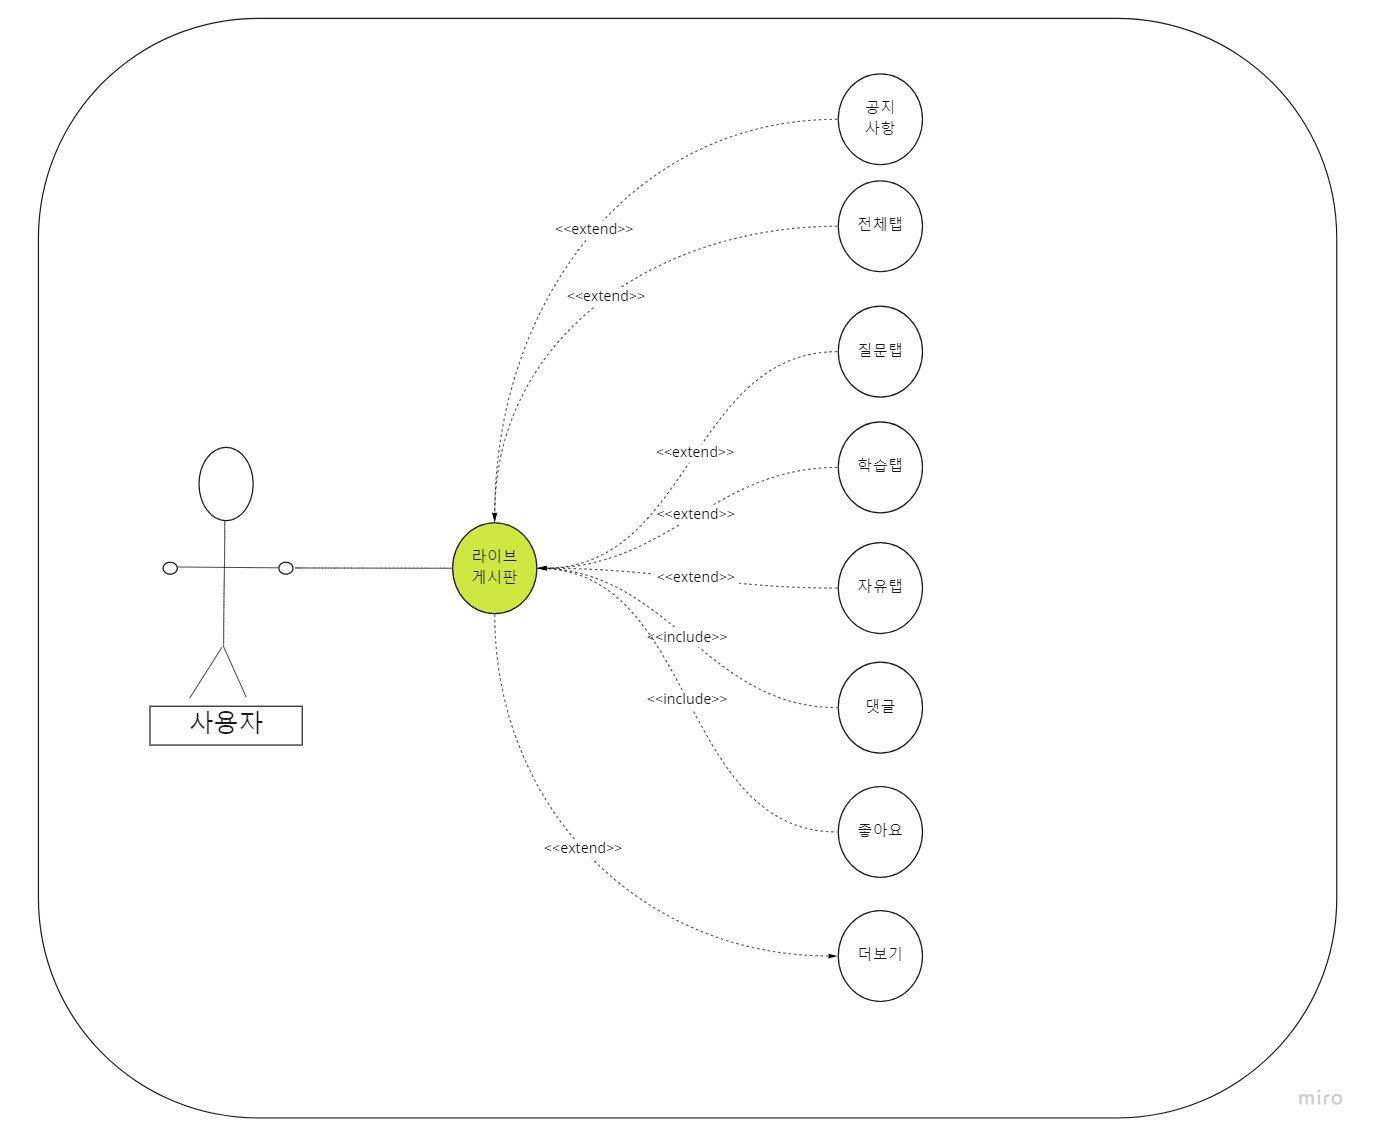 공지
사항
전체탭
<<extend>>
<<extend>>
질문탭
<<extend>>
학습탭
<<extend>>
라이브
게시판
<<extend>>
자유탭
<<include>>
<<include>>
댓글
사용자
좋아요
<<extend>>
더보기
miro